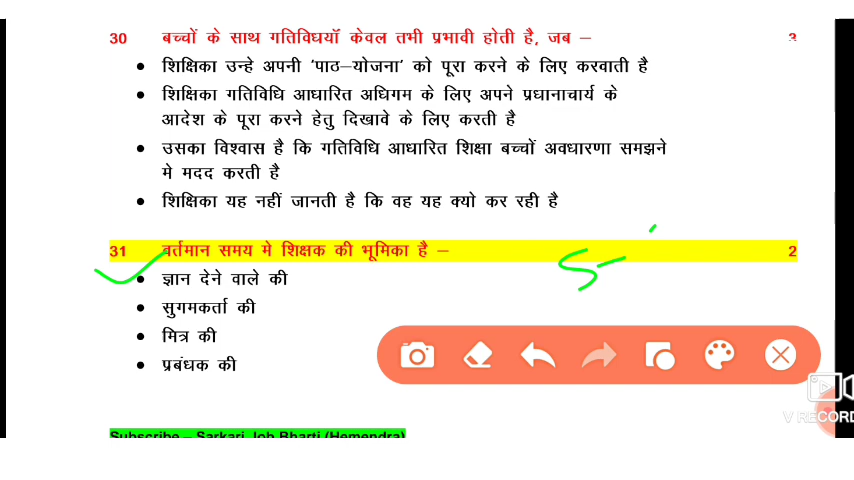 30 बच्चों के साथ गतिविधयॉ केवल तभी प्रभावी होती है, जब – 3
• शिक्षिका उन्हे अपनी 'पाठ–योजना' को पूरा करने के लिए करवाती है
• शिक्षिका गतिविधि आधारित अधिगम के लिए अपने प्रधानाचार्य के
आदेश के पूरा करने हेतु दिखावे के लिए करती है
• उसका विश्वास है कि गतिविधि आधारित शिक्षा बच्चों अवधारणा समझने
मे मदद करती है
• शिक्षिका यह नहीं जानती है कि वह यह क्यो कर रही है
31 वर्तमान समय मे शिक्षक की भूमिका है – 2
• ज्ञान देने वाले की
• सुगमकर्ता की
• मित्र की
• प्रबंधक की
V RECORD
Subscribe – Sarkari Job Bharti (Hemendra)